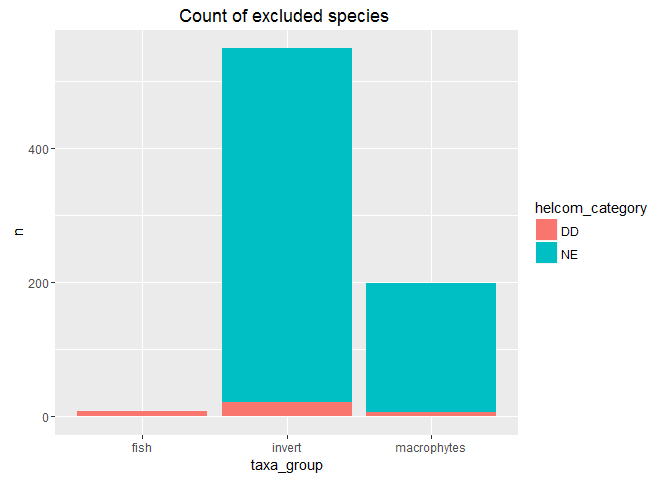 Count of excluded species
n
400
200
0
fish
invert
macrophytes
taxa_group
helcom_category
DD
NE